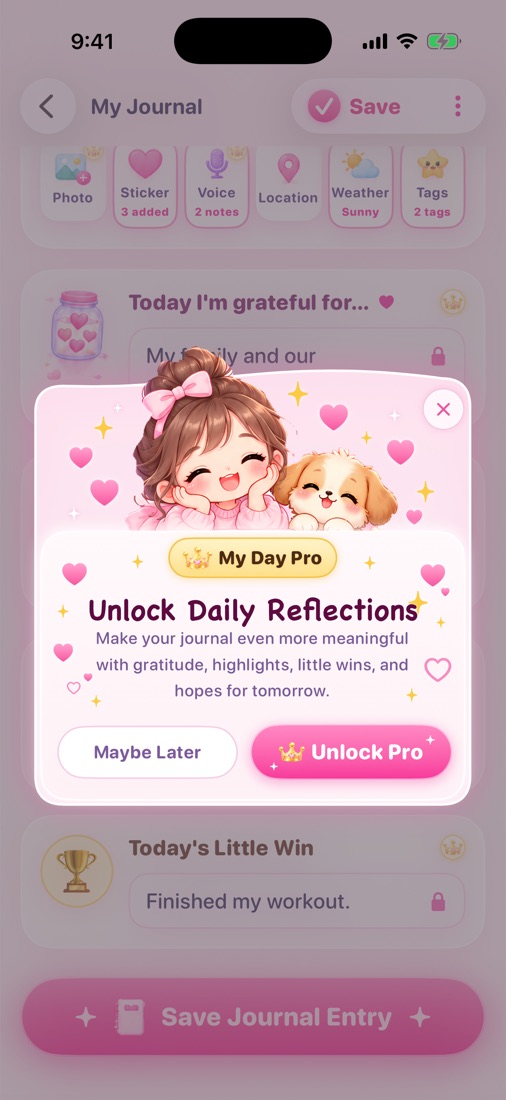 9:41
My Journal
Save
Photo
Sticker
Voice
Location
Weather
Tags
3 added
2 notes
Sunny
2 tags
Today I'm grateful for...
My family and our
My Day Pro
Unlock Daily Reflections
Make your journal even more meaningful
with gratitude, highlights, little wins, and
hopes for tomorrow.
Maybe Later
Unlock Pro
Today's Little Win
Finished my workout.
Save Journal Entry